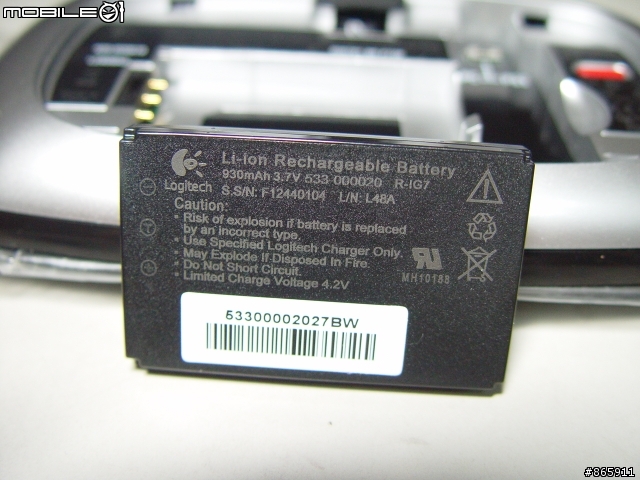 MOBILE01
Li-Ion Rechargeable Battery
930mAh 3.7V 533-000020 R-IG7
Logitech
S.S/N: F12440104 L/N: L48A
Caution:
• Risk of explosion if battery is replaced
by an incorrect type.
• Use Specified Logitech Charger Only.
• May Explode If Disposed In Fire.
• Do Not Short Circuit.
• Limited Charge Voltage 4.2V
MH10188
53300002027BW
#865911